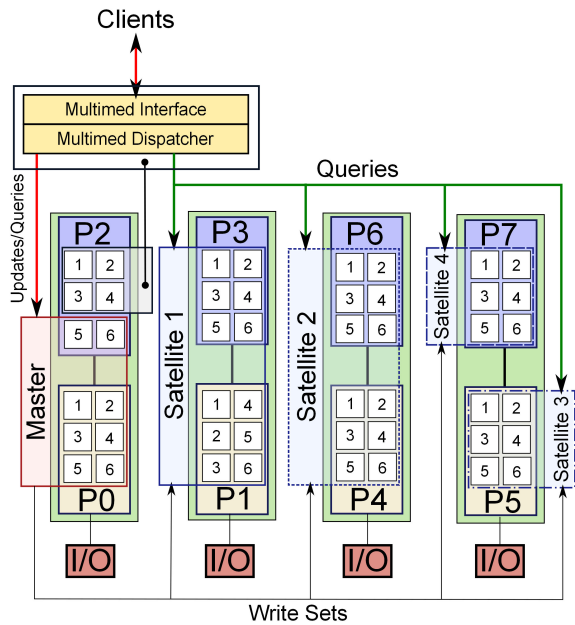 Clients
Multimed Interface
Multimed Dispatcher
Updates/Queries
Queries
P2
P3
P6
P7
1 2
3 4
5 6
1 2
3 4
5 6
1 2
3 4
5 6
1 2
3 4
5 6
Master
Satellite 1
Satellite 2
Satellite 4
Satellite 3
1 2
3 4
5 6
1 4
2 5
3 6
1 2
3 4
5 6
1 2
3 4
5 6
P0
P1
P4
P5
I/O
I/O
I/O
I/O
Write Sets